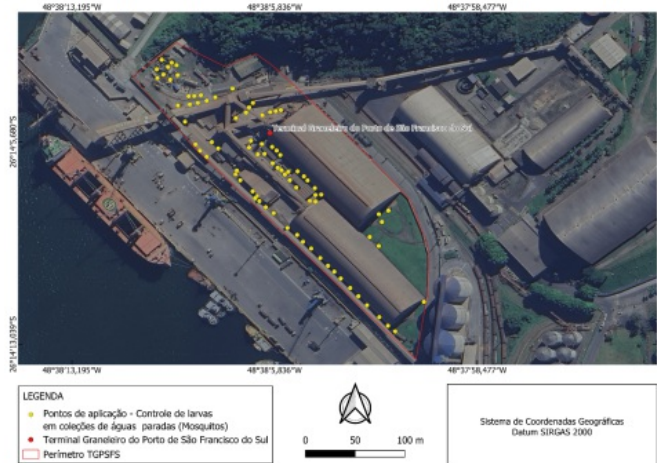 48°38'13,195"W 48°38'5,836"W 48°37'58,477"W
26°14'5,680"S
Terminal Graneleiro do Porto de São Francisco do Sul
26°14'13,039"S
48°38'13,195"W 48°38'5,836"W 48°37'58,477"W
LEGENDA
Pontos de aplicação - Controle de larvas
em coleções de águas paradas (Mosquitos)
Terminal Graneleiro do Porto de São Francisco do Sul
Perímetro TGPSFS
0 50 100 m
Sistema de Coordenadas Geográficas
Datum SIRGAS 2000